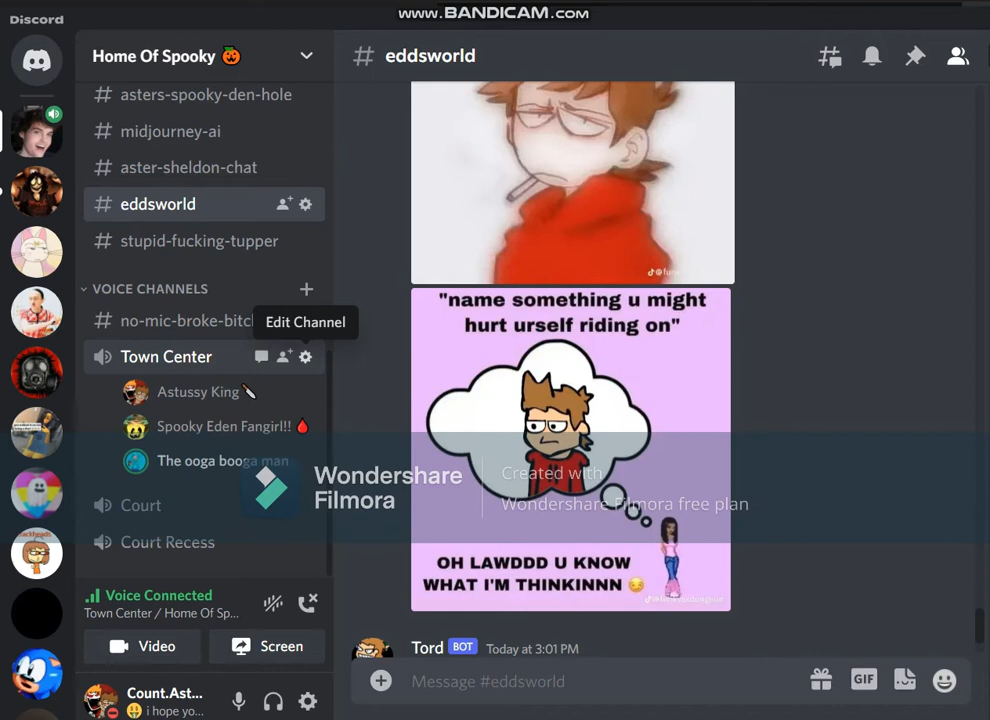 www.BANDICAM.com
Discord
Home Of Spooky 🎃
# eddsworld
# asters-spooky-den-hole
# midjourney-ai
# aster-sheldon-chat
# eddsworld
# stupid-fucking-tupper
VOICE CHANNELS
# no-mic-broke-bitc
Edit Channel
Town Center
Astussy King 🔪
Spooky Eden Fangirl!! 🩸
The ooga booga man
Court
Court Recess
Voice Connected
Town Center / Home Of Sp...
Video
Screen
Count.Ast...
🤑 i hope yo...
"name something u might
hurt urself riding on"
Wondershare
Filmora
Created with
Wondershare Filmora free plan
OH LAWDDD U KNOW
WHAT I'M THINKINNN 😏
Tord BOT Today at 3:01 PM
Message #eddsworld
GIF